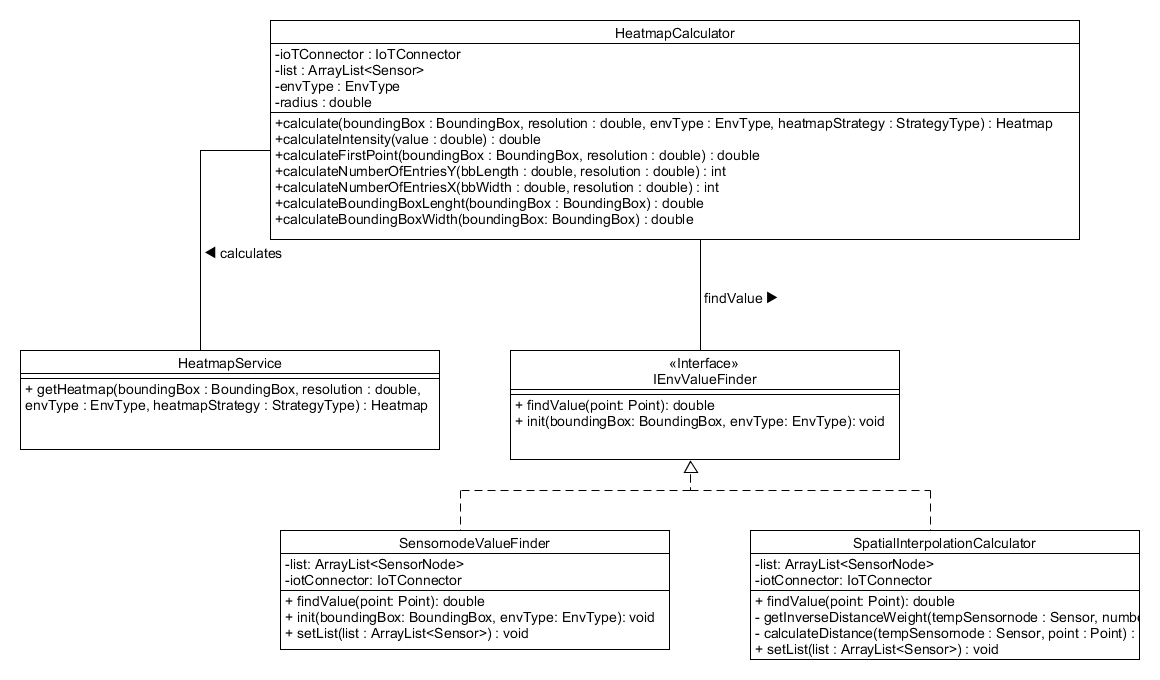 HeatmapCalculator
-ioTConnector : IoTConnector
-list : ArrayList<Sensor>
-envType : EnvType
-radius : double
+calculate(boundingBox : BoundingBox, resolution : double, envType : EnvType, heatmapStrategy : StrategyType) : Heatmap
+calculateIntensity(value : double) : double
+calculateFirstPoint(boundingBox : BoundingBox, resolution : double) : double
+calculateNumberOfEntriesY(bbLength : double, resolution : double) : int
+calculateNumberOfEntriesX(bbWidth : double, resolution : double) : int
+calculateBoundingBoxLenght(boundingBox : BoundingBox) : double
+calculateBoundingBoxWidth(boundingBox: BoundingBox) : double
◀ calculates
findValue ▶
HeatmapService
+ getHeatmap(boundingBox : BoundingBox, resolution : double,
envType : EnvType, heatmapStrategy : StrategyType) : Heatmap
«Interface»
IEnvValueFinder
+ findValue(point: Point): double
+ init(boundingBox: BoundingBox, envType: EnvType): void
SensornodeValueFinder
-list: ArrayList<SensorNode>
-iotConnector: IoTConnector
+ findValue(point: Point): double
+ init(boundingBox: BoundingBox, envType: EnvType): void
+ setList(list : ArrayList<Sensor>) : void
SpatialInterpolationCalculator
-list: ArrayList<SensorNode>
-iotConnector: IoTConnector
+ findValue(point: Point): double
- getInverseDistanceWeight(tempSensornode : Sensor, numbe
- calculateDistance(tempSensornode : Sensor, point : Point) :
+ setList(list : ArrayList<Sensor>) : void